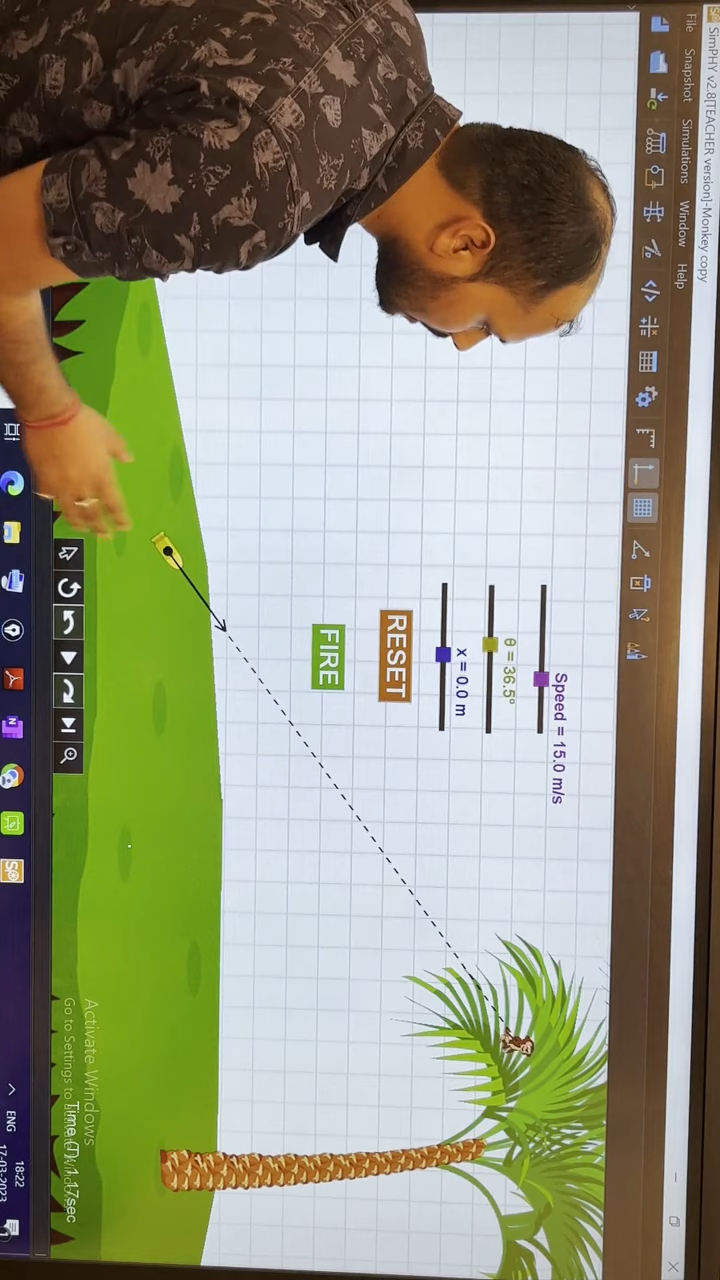 SimPHY v2.8[TEACHER version]-Monkey copy
File Snapshot Simulations Window Help
Speed = 15.0 m/s
θ = 36.5°
x = 0.0 m
RESET
FIRE
Activate Windows
Go to Settings to
Time (T) 1.17sec
ENG
18:22
17-03-2023